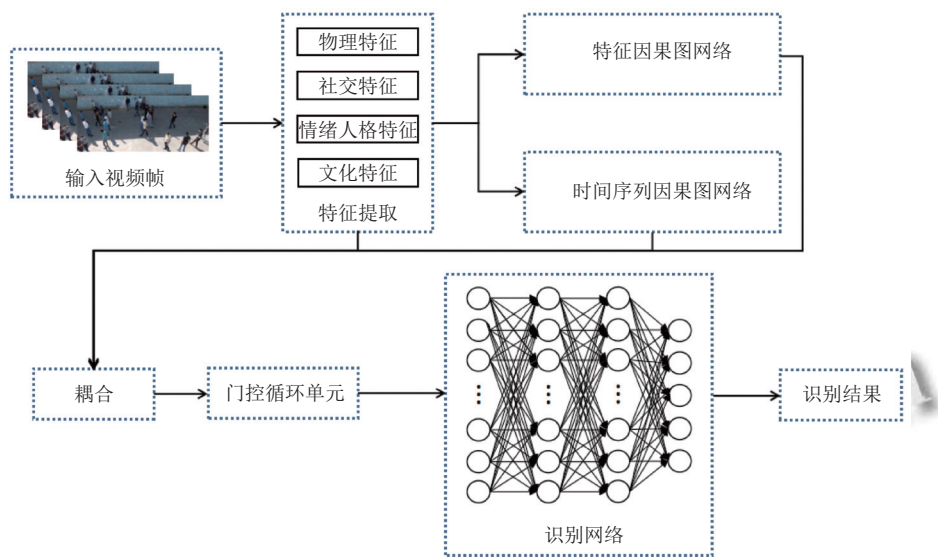 物理特征
社交特征
情绪人格特征
文化特征
特征提取
输入视频帧
特征因果图网络
时间序列因果图网络
耦合
门控循环单元
识别网络
识别结果